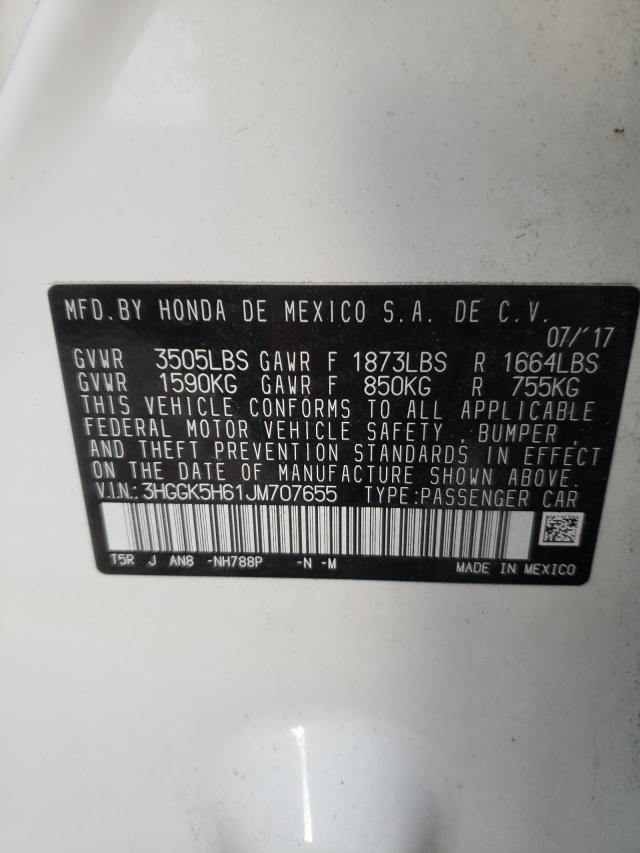 MFD.BY HONDA DE MEXICO S.A. DE C.V.
07/'17
GVWR 3505LBS GAWR F 1873LBS R 1664LBS
GVWR 1590KG GAWR F 850KG R 755KG
THIS VEHICLE CONFORMS TO ALL APPLICABLE
FEDERAL MOTOR VEHICLE SAFETY , BUMPER ,
AND THEFT PREVENTION STANDARDS IN EFFECT
ON THE DATE OF MANUFACTURE SHOWN ABOVE.
V.I.N.: 3HGGK5H61JM707655 TYPE:PASSENGER CAR
T5R J AN8 -NH788P -N -M MADE IN MEXICO